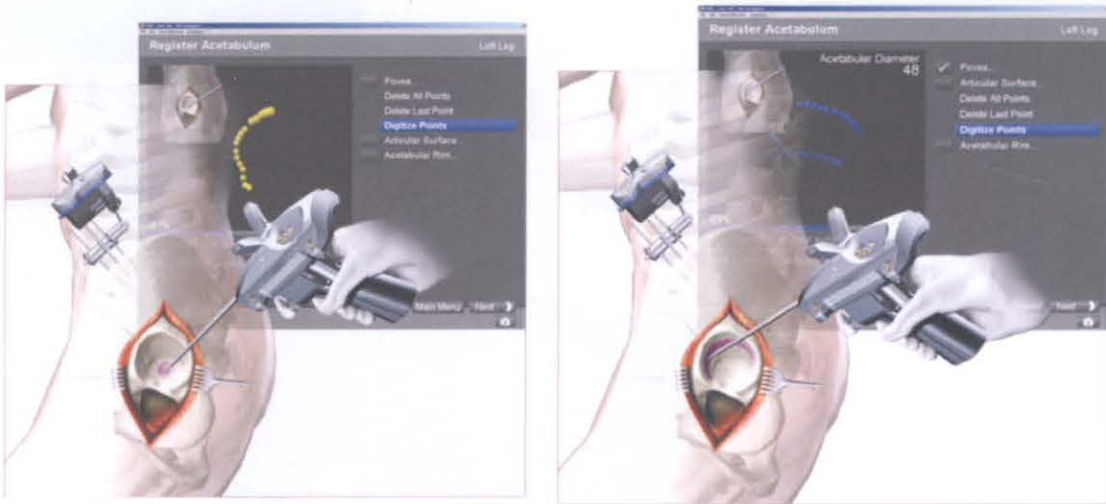 Register Acetabulum
Left Leg
Fovea...
Delete All Points
Delete Last Point
Digitize Points
Articular Surface...
Acetabular Rim...
Main Menu
Next
Register Acetabulum
Left Leg
Acetabular Diameter
48
Fovea...
Articular Surface...
Delete All Points
Delete Last Point
Digitize Points
Acetabular Rim...
Next